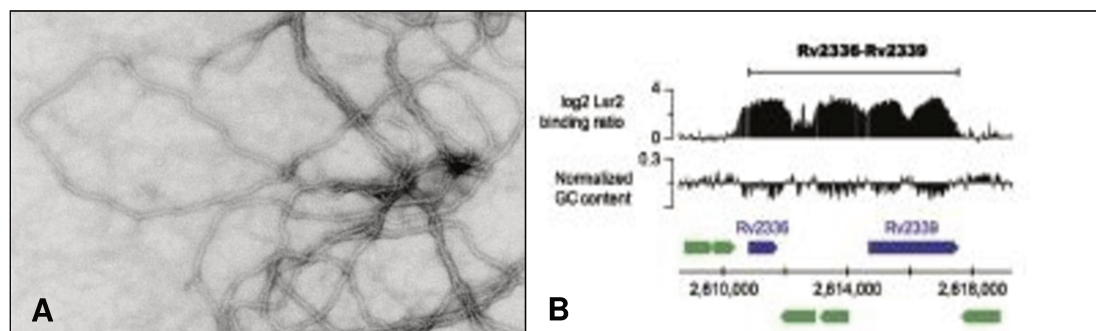 A
B
Rv2336-Rv2339
log2 Lsr2
binding ratio
4
0
0.3
Normalized
GC content
Rv2336
Rv2339
2,610,000
2,614,000
2,618,000